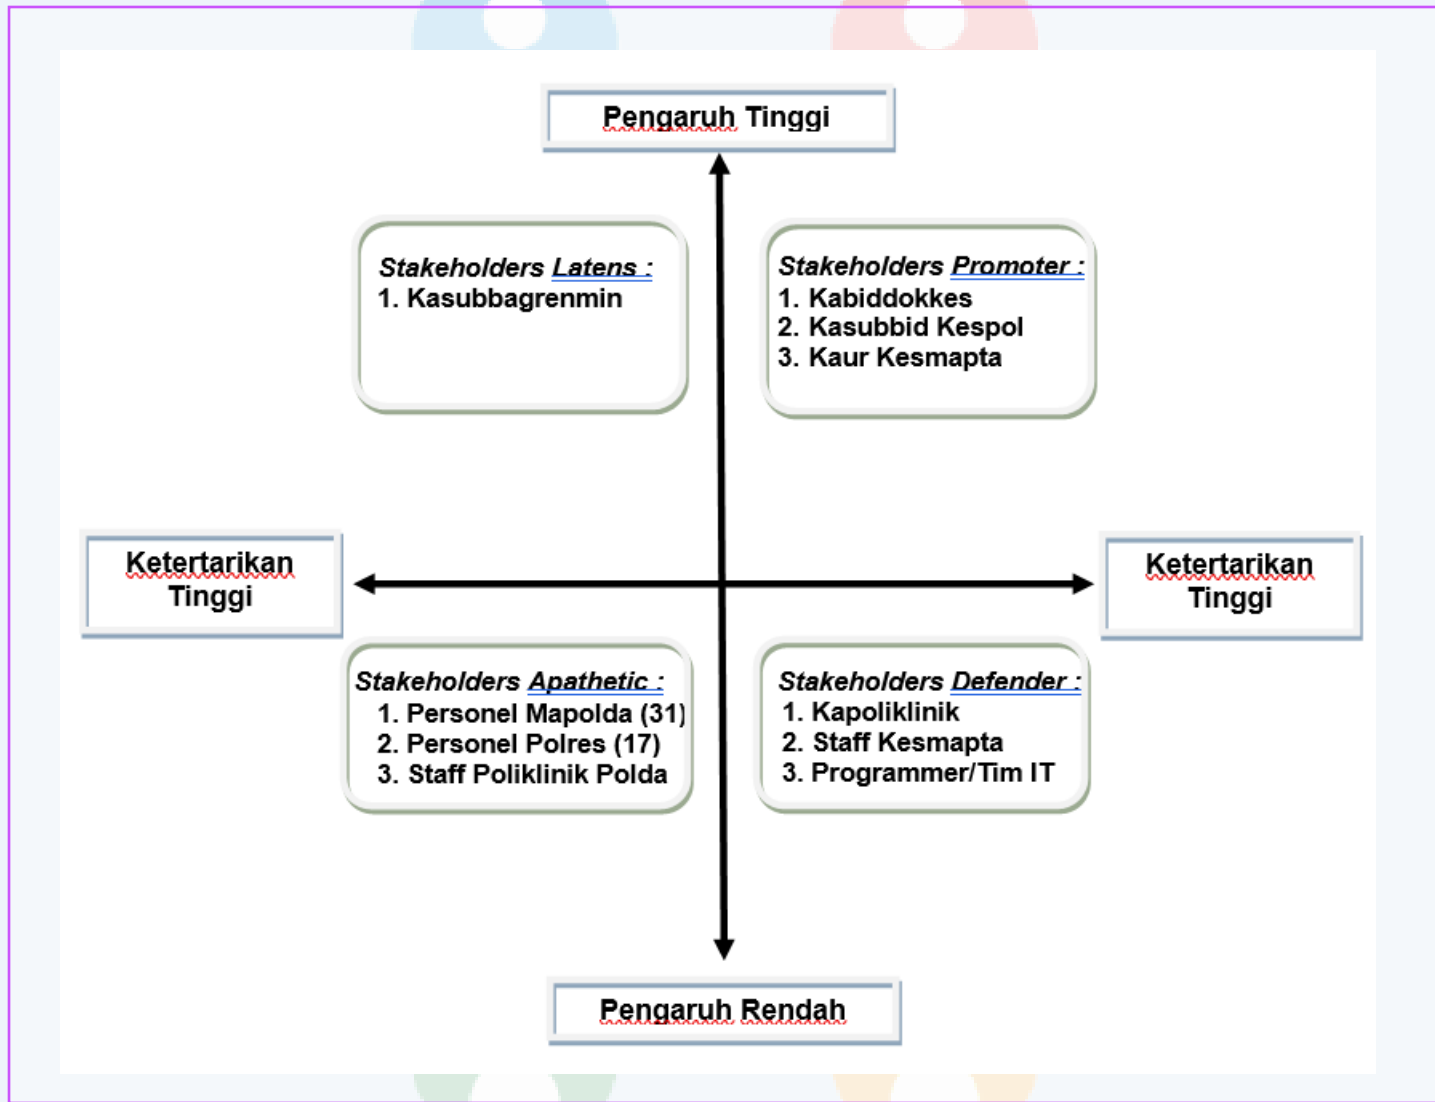 Pengaruh Tinggi
Stakeholders Latens :
1. Kasubbagrenmin
Stakeholders Promoter :
1. Kabiddokkes
2. Kasubbid Kespol
3. Kaur Kesmapta
Ketertarikan
Tinggi
Ketertarikan
Tinggi
Stakeholders Apathetic :
1. Personel Mapolda (31)
2. Personel Polres (17)
3. Staff Poliklinik Polda
Stakeholders Defender :
1. Kapoliklinik
2. Staff Kesmapta
3. Programmer/Tim IT
Pengaruh Rendah